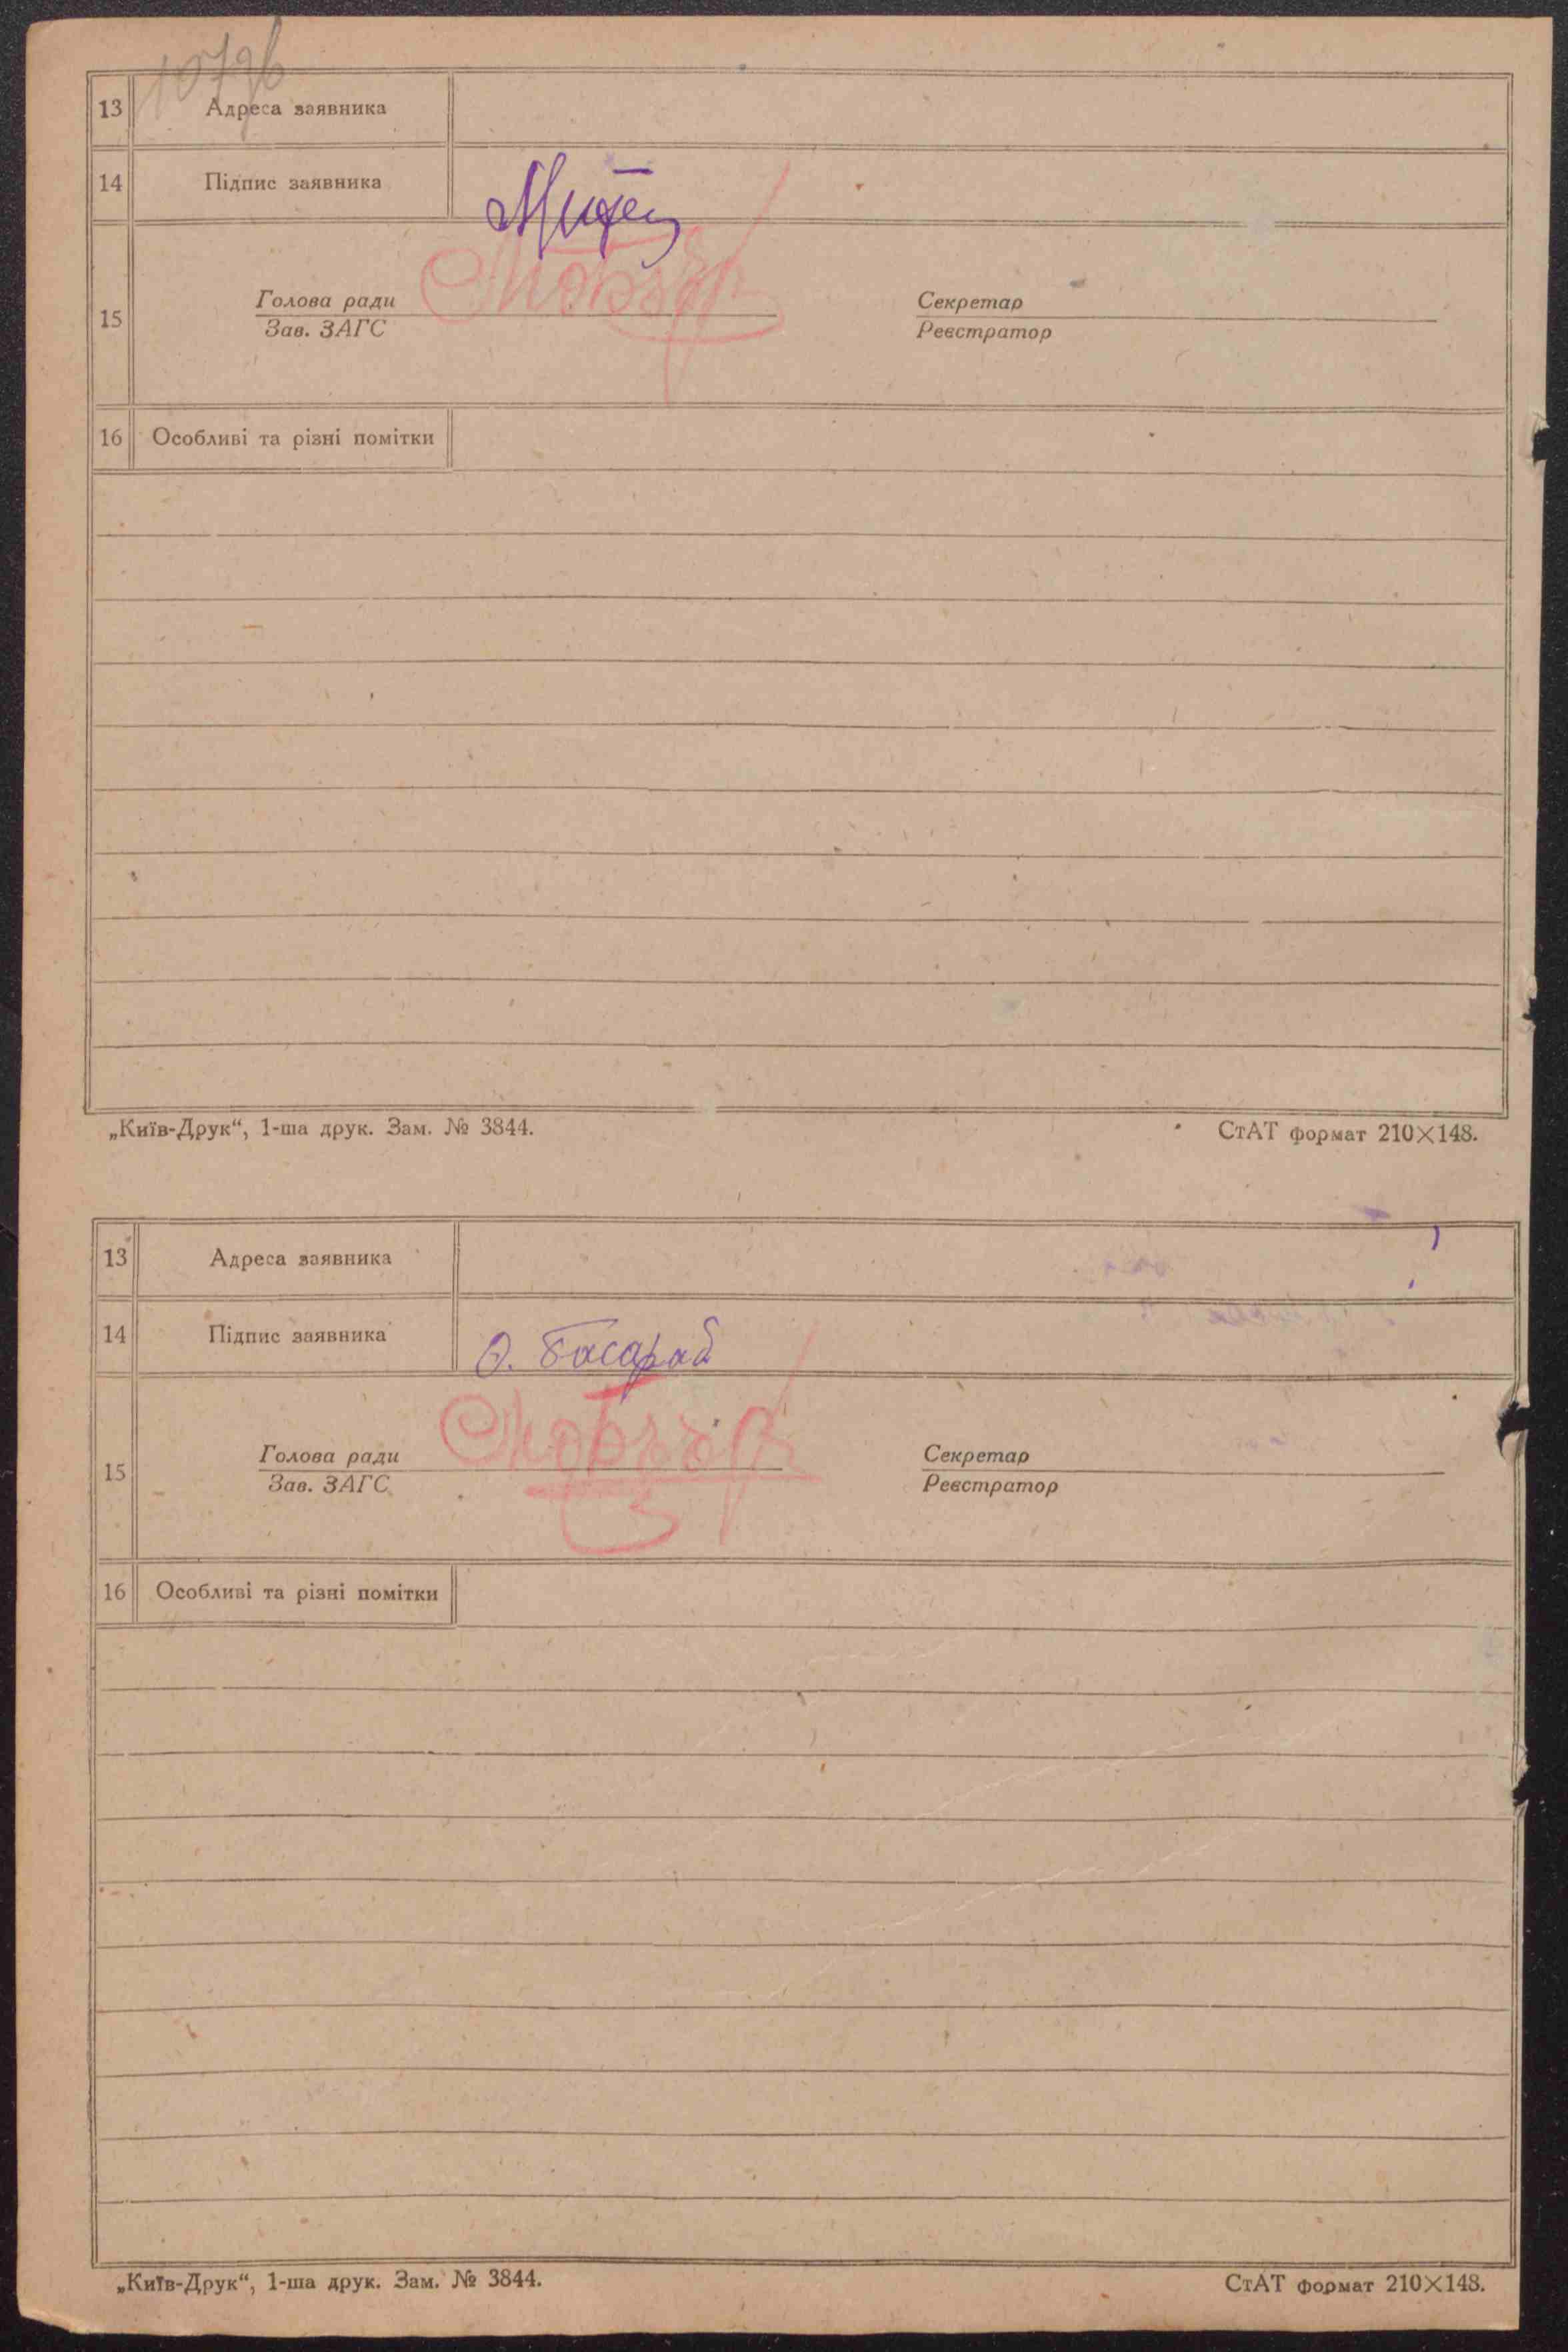 13 Адреса заявника
14 Підпис заявника
15 Голова ради Секретар
Зав. ЗАГС Реєстратор
16 Особливі та різні помітки
„Київ-Друк“, 1-ша друк. Зам. № 3844. СтАТ формат 210×148.
13 Адреса заявника
14 Підпис заявника О. Басарад
15 Голова ради Секретар
Зав. ЗАГС Реєстратор
16 Особливі та різні помітки
„Київ-Друк“, 1-ша друк. Зам. № 3844. СтАТ формат 210×148.